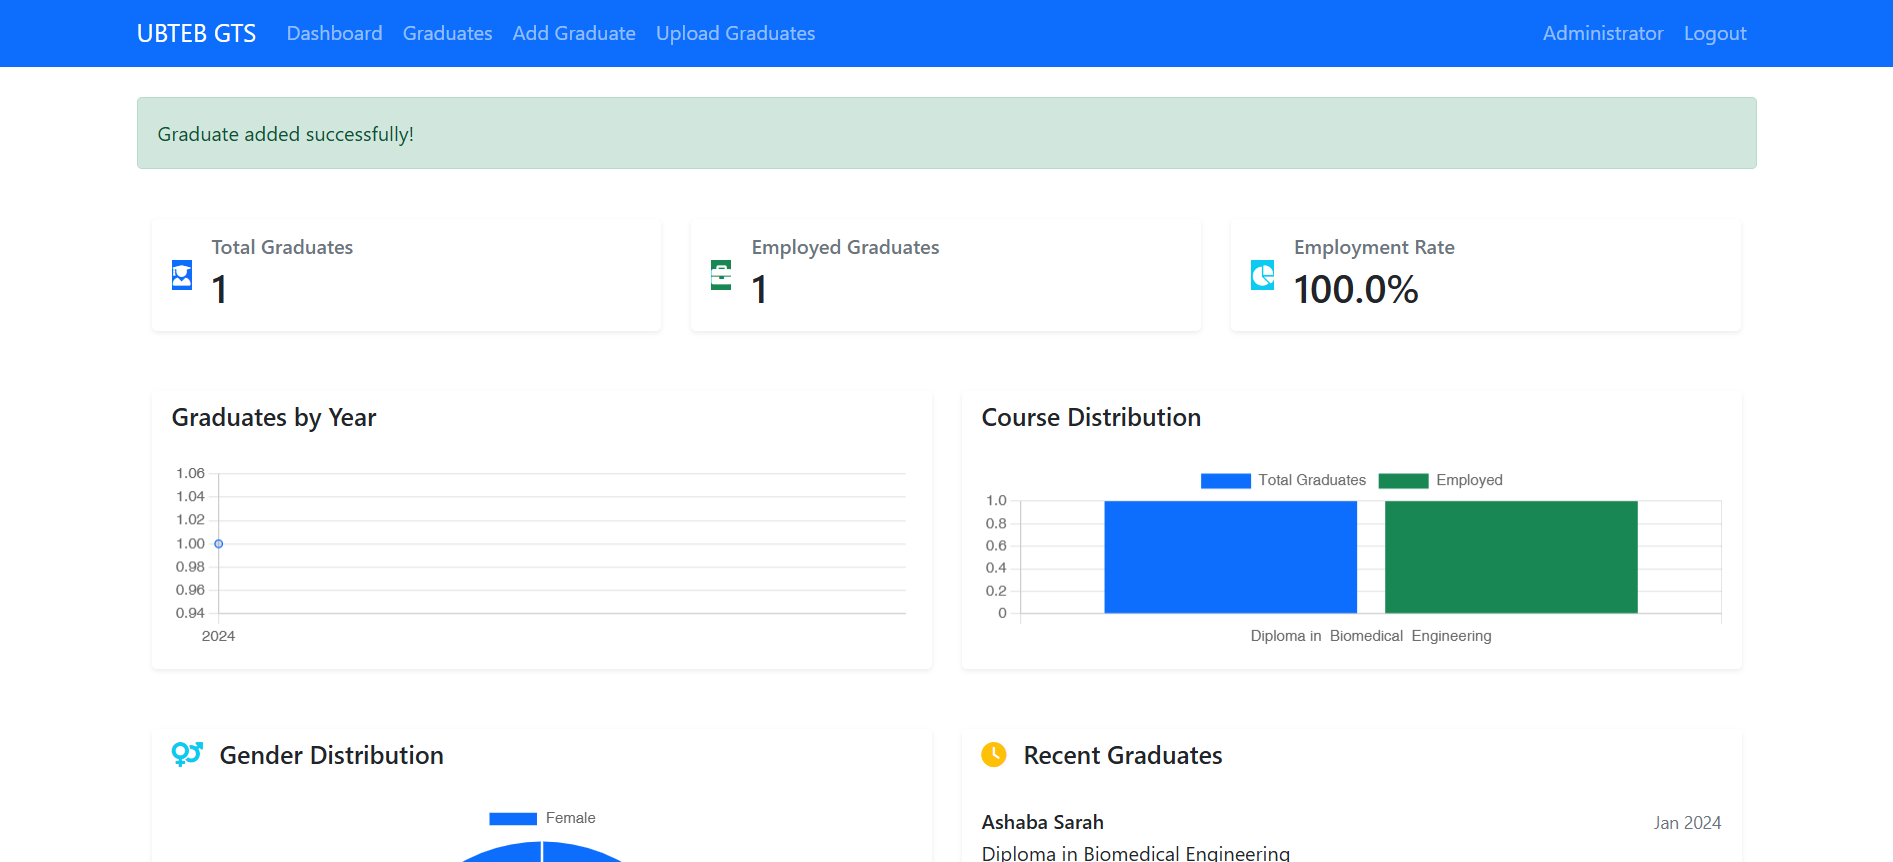 UBTEB GTS Dashboard Graduates Add Graduate Upload Graduates Administrator Logout
Graduate added successfully!
Total Graduates
1
Employed Graduates
1
Employment Rate
100.0%
Graduates by Year
1.06
1.04
1.02
1.00
0.98
0.96
0.94
2024
Course Distribution
Total Graduates Employed
1.0
0.8
0.6
0.4
0.2
0
Diploma in Biomedical Engineering
Gender Distribution
Female
Recent Graduates
Ashaba Sarah Jan 2024
Diploma in Biomedical Engineering